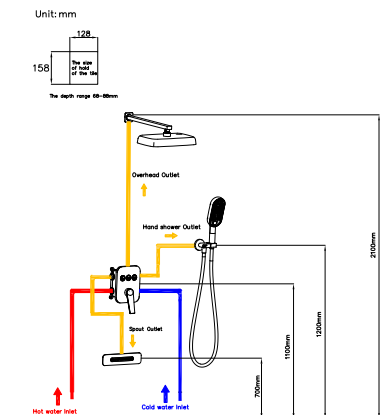 Unit: mm
128
158
The size
of hold
of the tile
The depth range 68-88mm
Overhead Outlet
Hand shower Outlet
Spout Outlet
Hot water inlet
Cold water inlet
700mm
1100mm
1200mm
2100mm